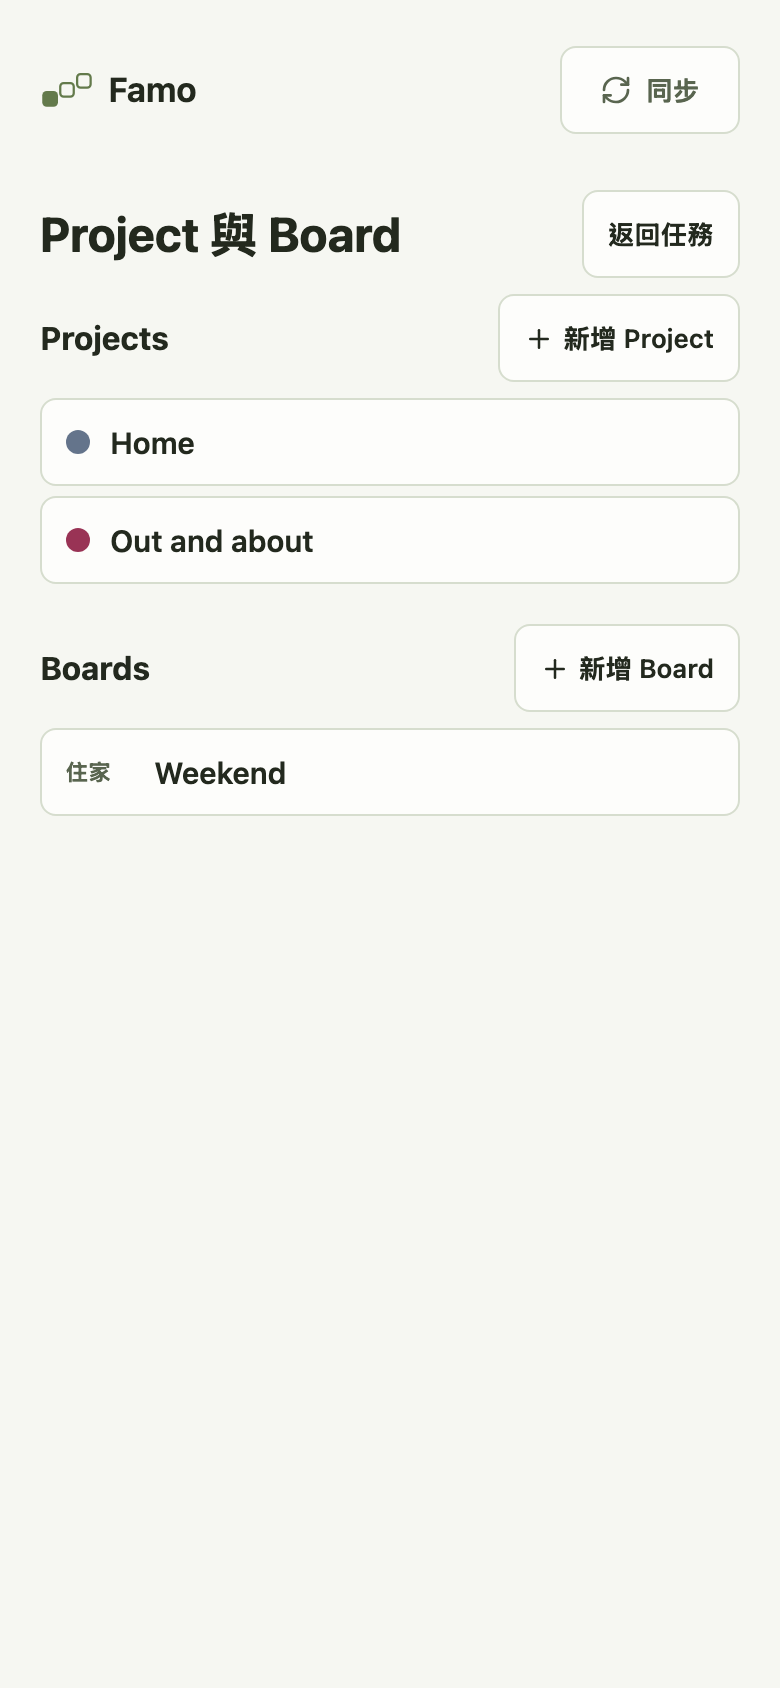 Famo
同步
Project 與 Board
返回任務
Projects
新增 Project
Home
Out and about
Boards
新增 Board
住家 Weekend